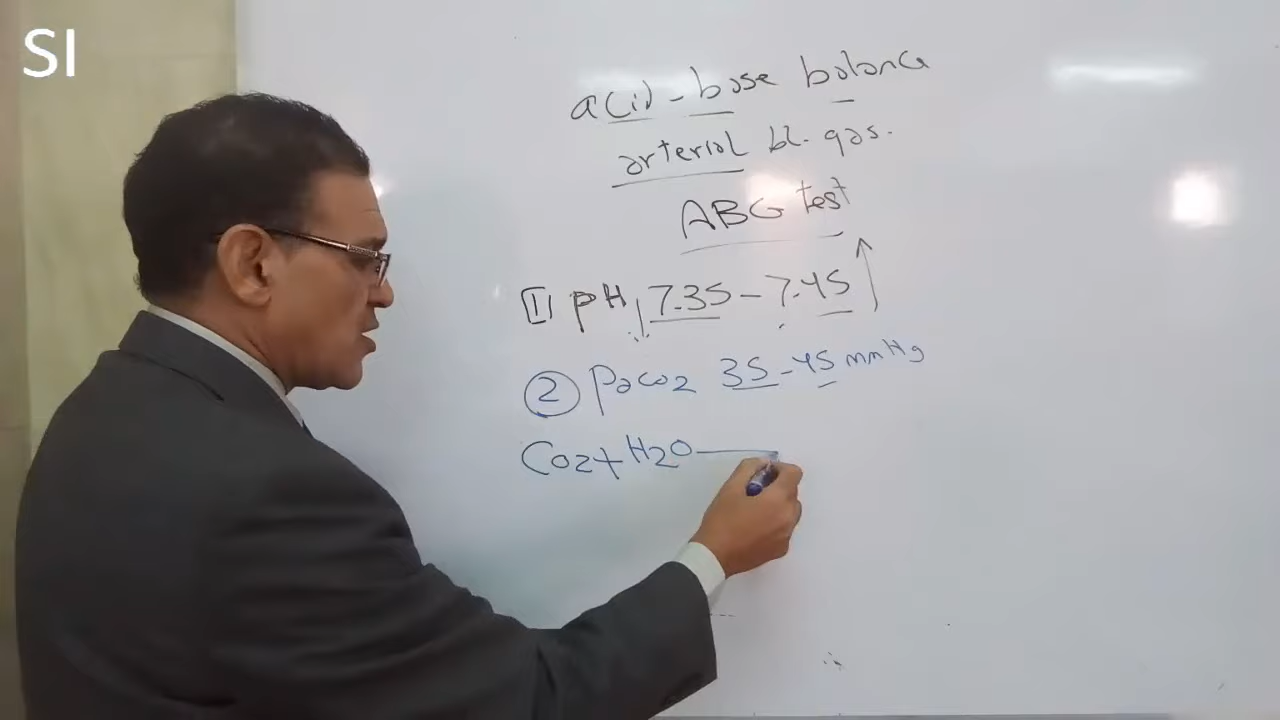 SI
acid-base balance
arterial bl. gas.
ABG test
[1] pH ↓ 7.35 - 7.45 ↑
② PaCO2 35-45 mmHg
CO2+H2O —